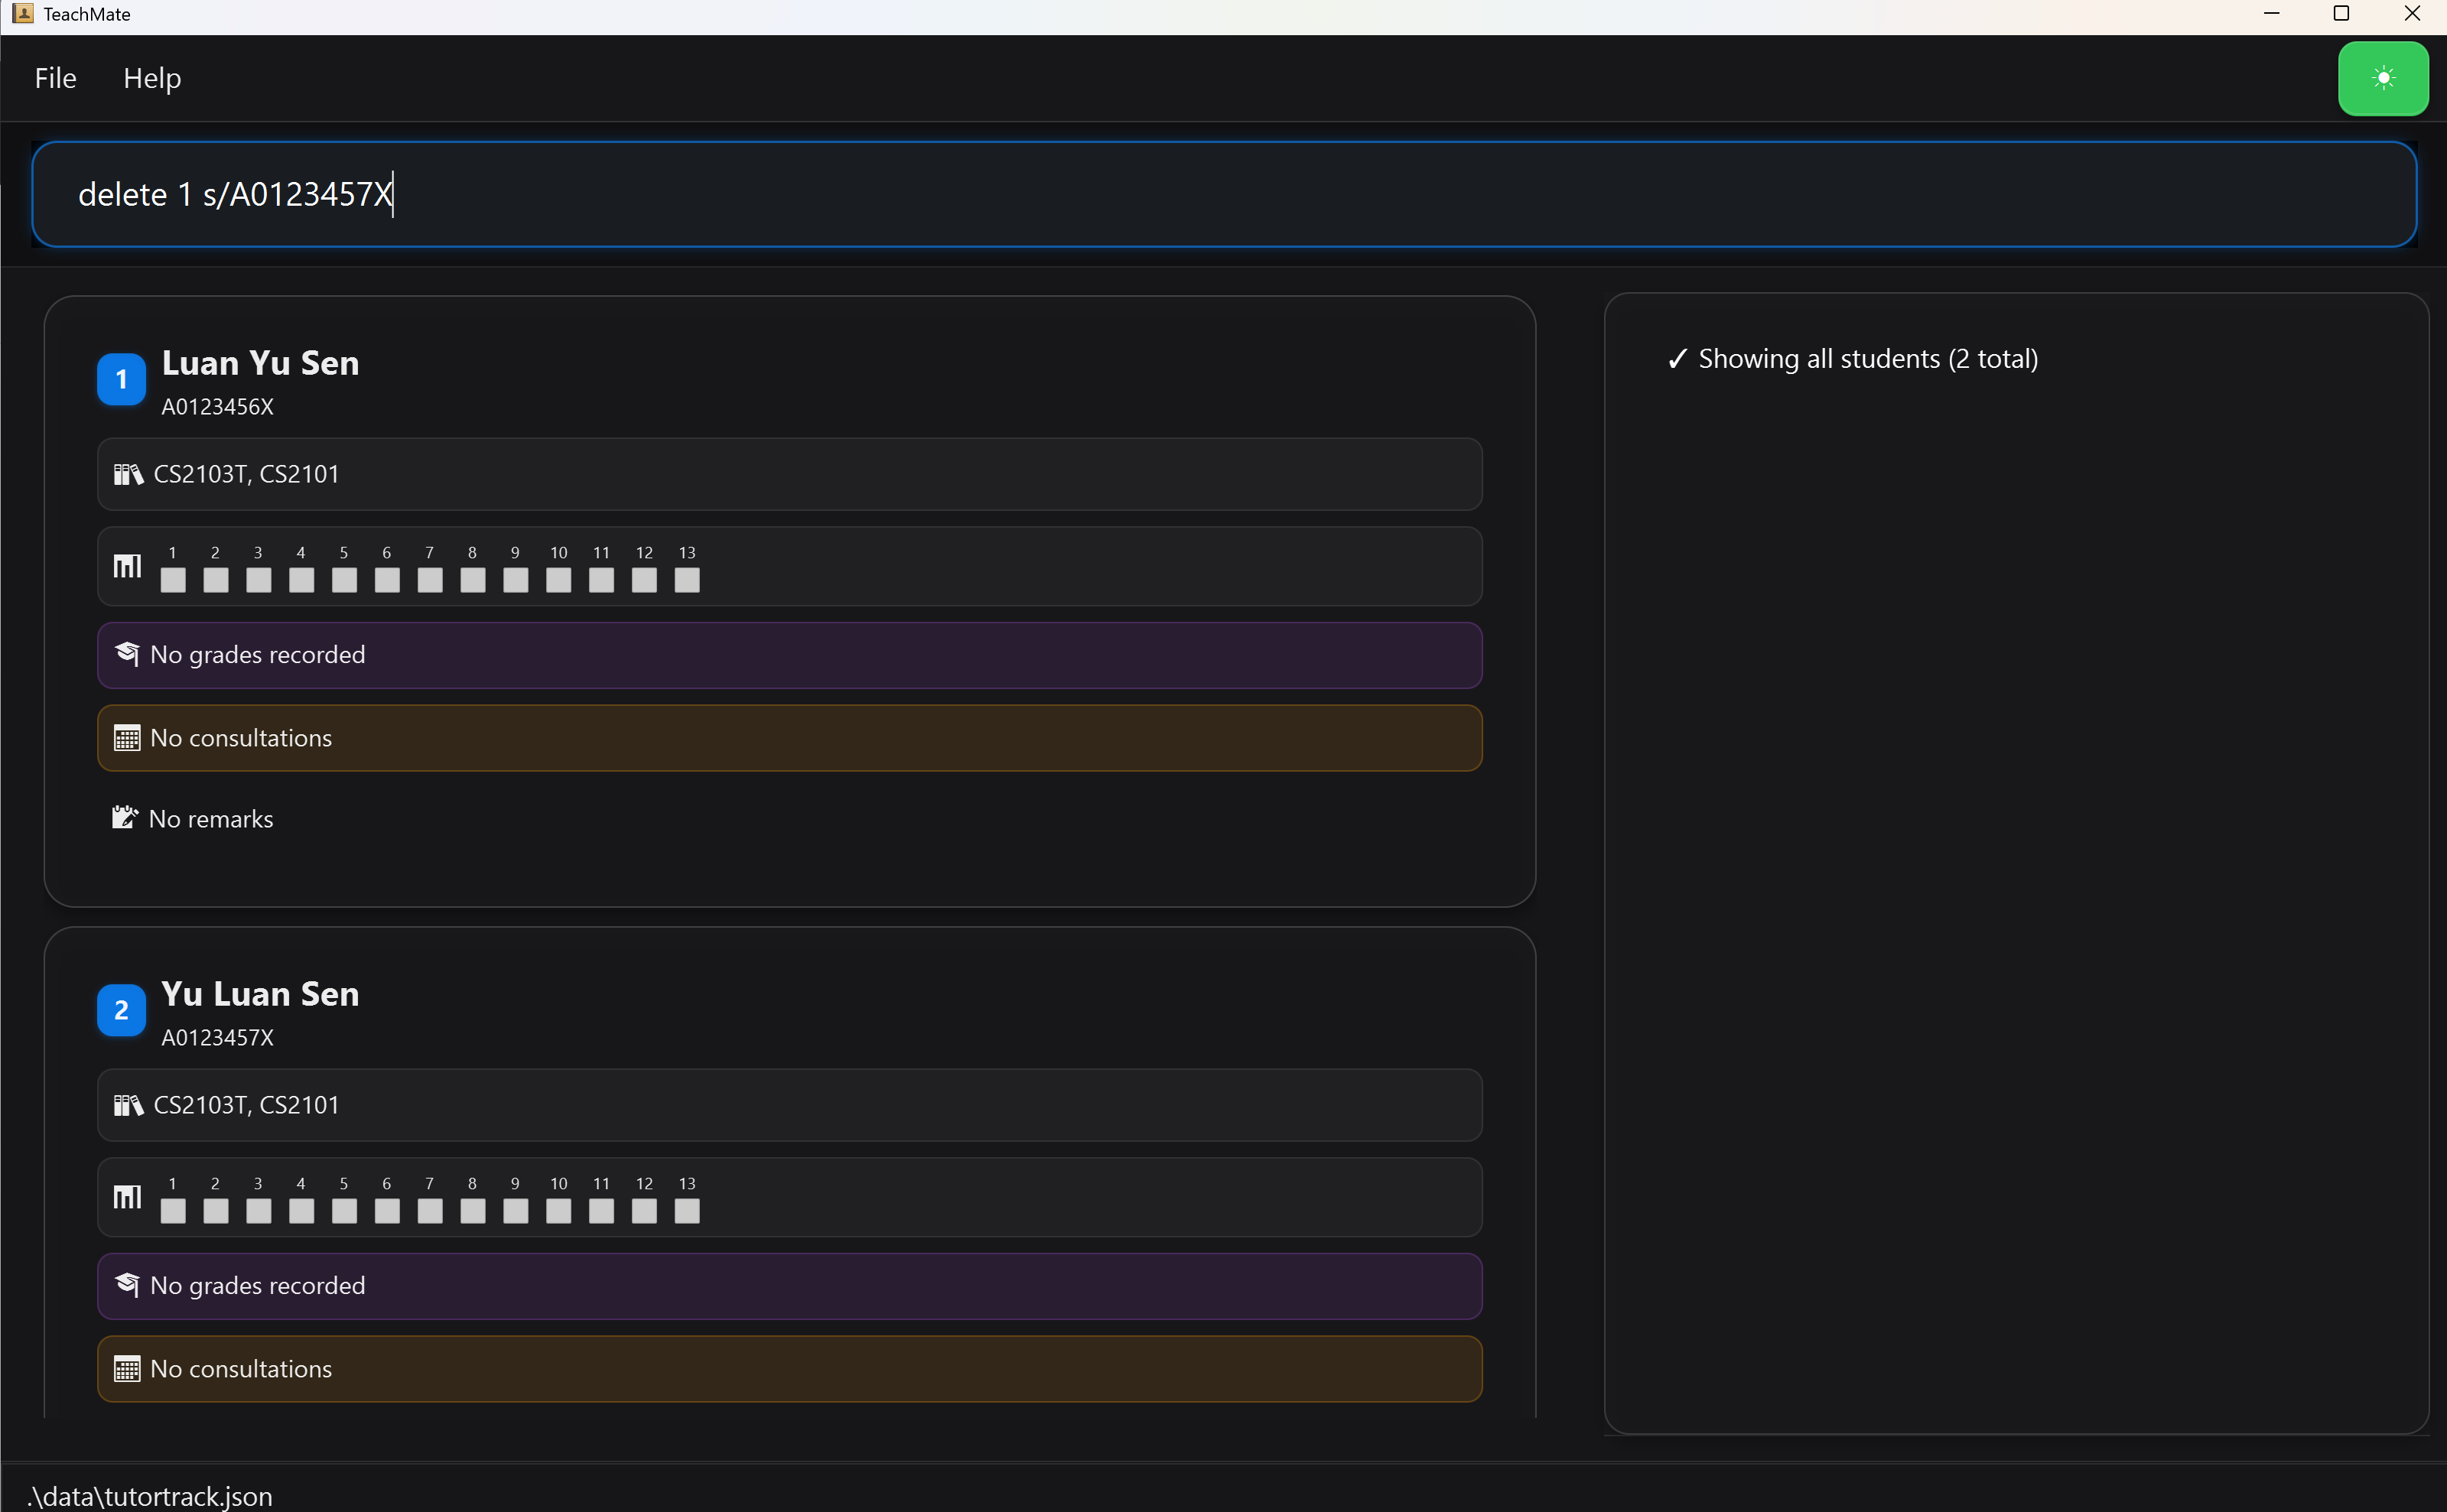 TeachMate
File Help
delete 1 s/A0123457X
1 Luan Yu Sen
A0123456X
CS2103T, CS2101
1 2 3 4 5 6 7 8 9 10 11 12 13
No grades recorded
No consultations
No remarks
2 Yu Luan Sen
A0123457X
CS2103T, CS2101
1 2 3 4 5 6 7 8 9 10 11 12 13
No grades recorded
No consultations
✓ Showing all students (2 total)
.\data\tutortrack.json